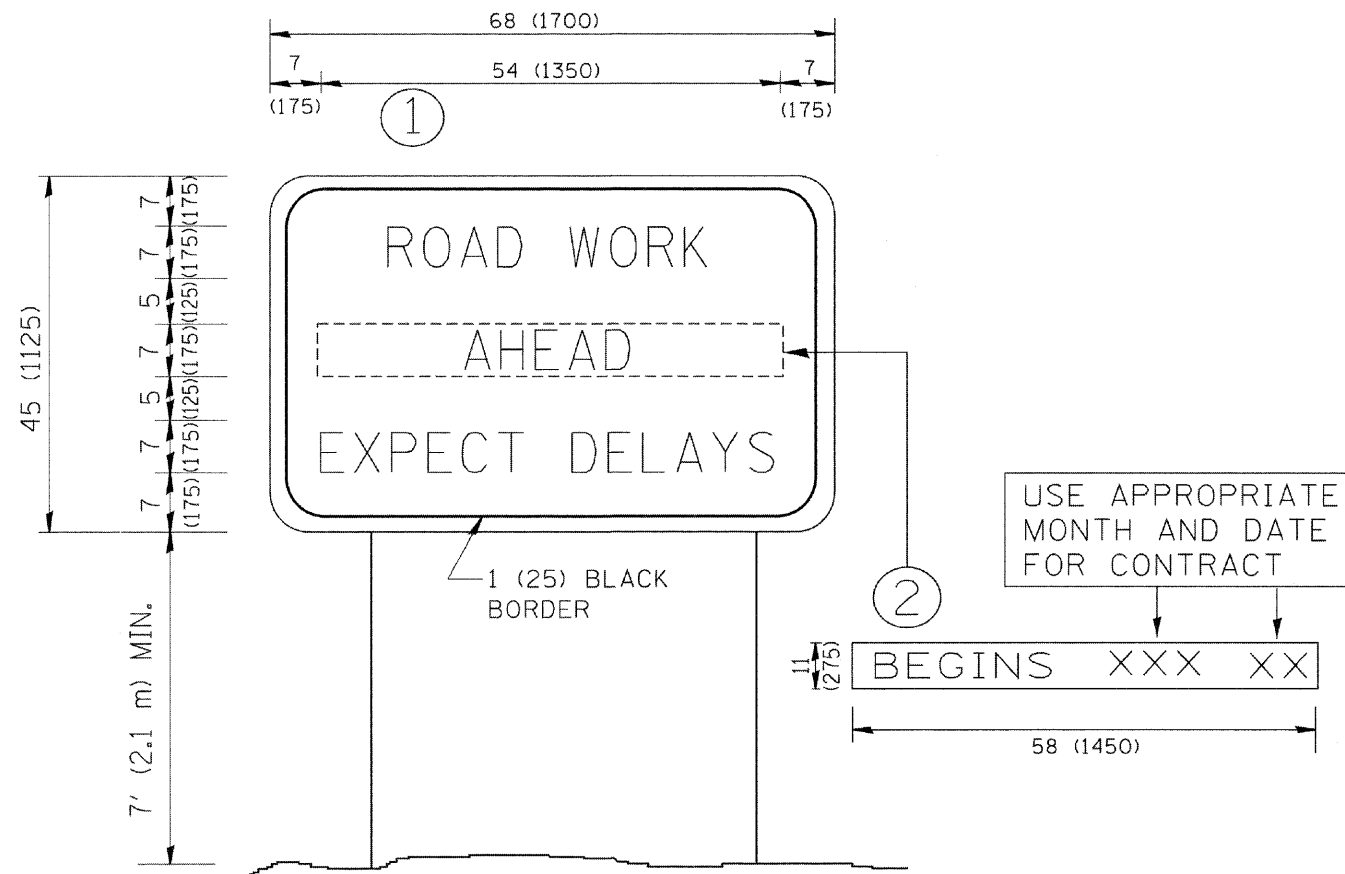 68 (1700)
7 54 (1350) 7
(175) (175)
1
45 (1125)
7 (175)
7 (175)
5 (125)
7 (175)
5 (125)
7 (175)
7 (175)
ROAD WORK
AHEAD
EXPECT DELAYS
1 (25) BLACK
BORDER
7' (2.1 m) MIN.
USE APPROPRIATE
MONTH AND DATE
FOR CONTRACT
2
11
(275)
BEGINS XXX XX
58 (1450)